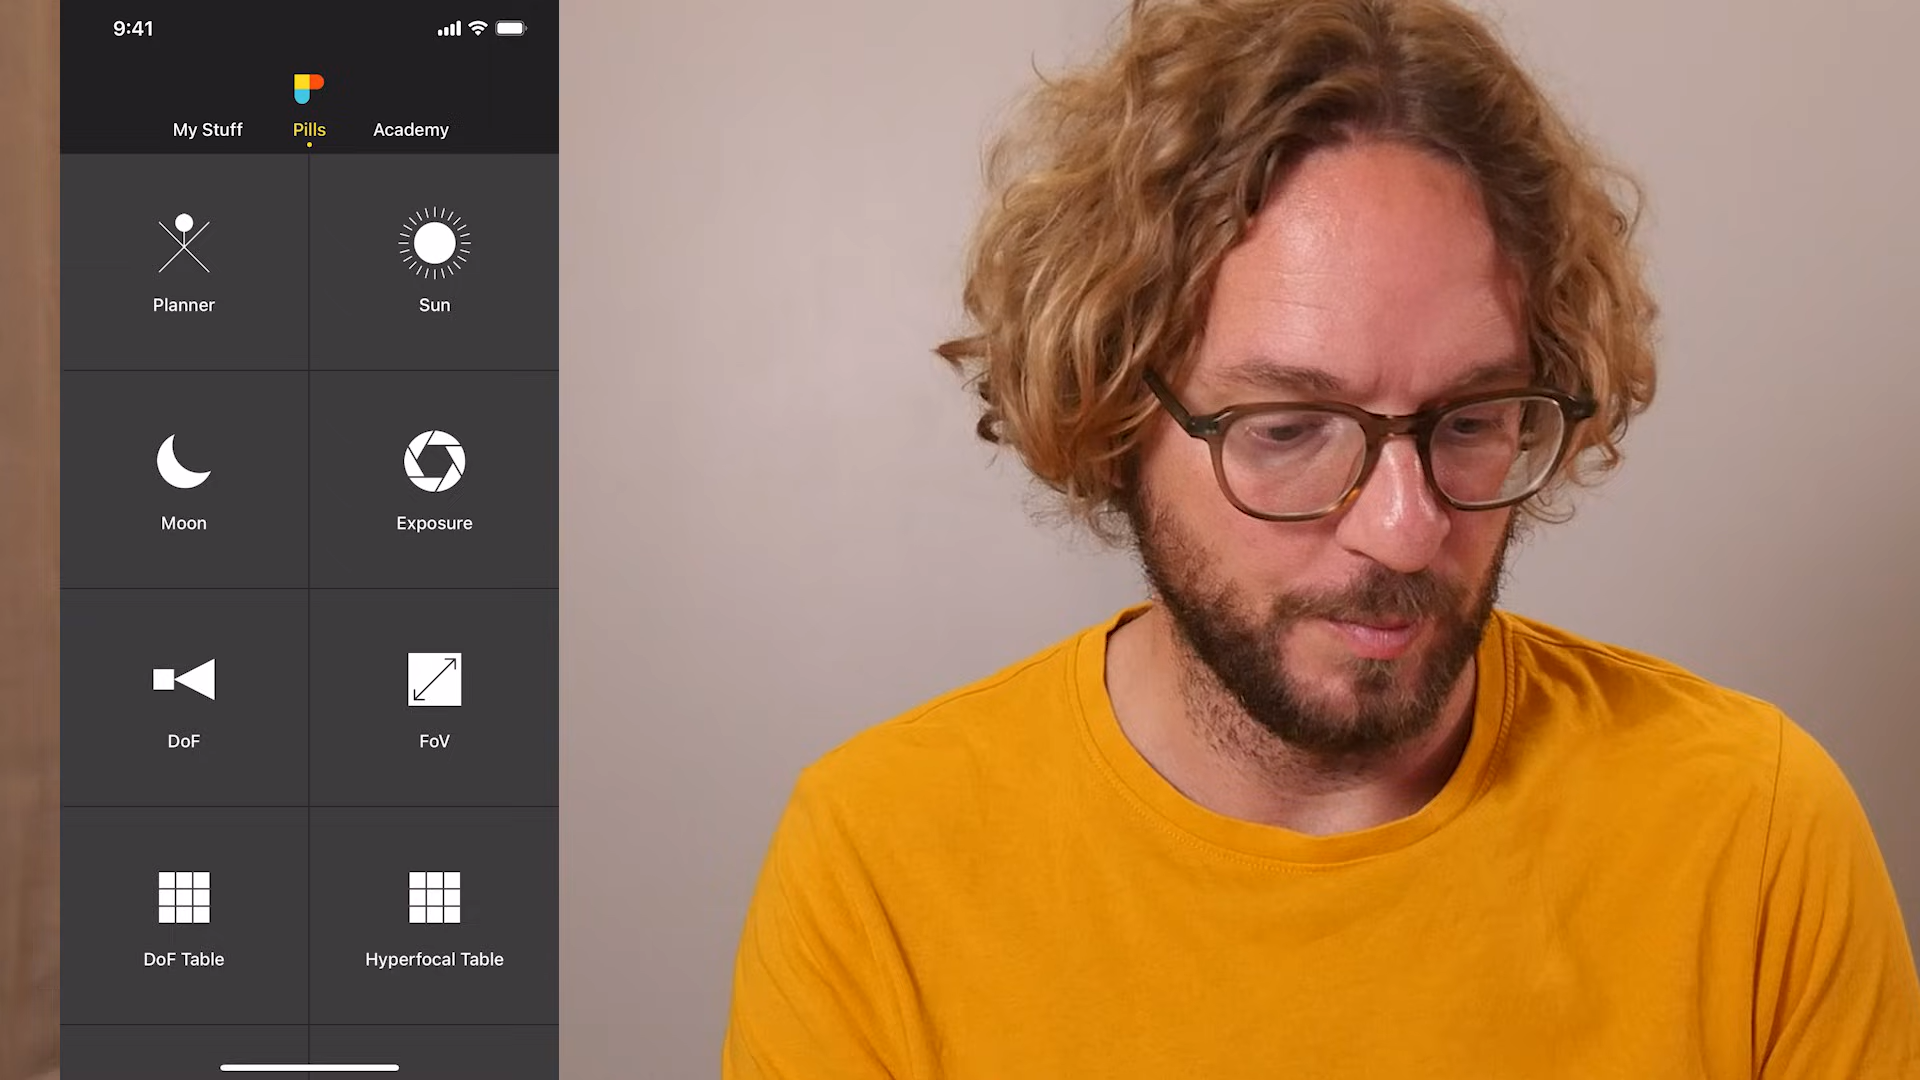 9:41
My Stuff Pills Academy
Planner Sun
Moon Exposure
DoF FoV
DoF Table Hyperfocal Table